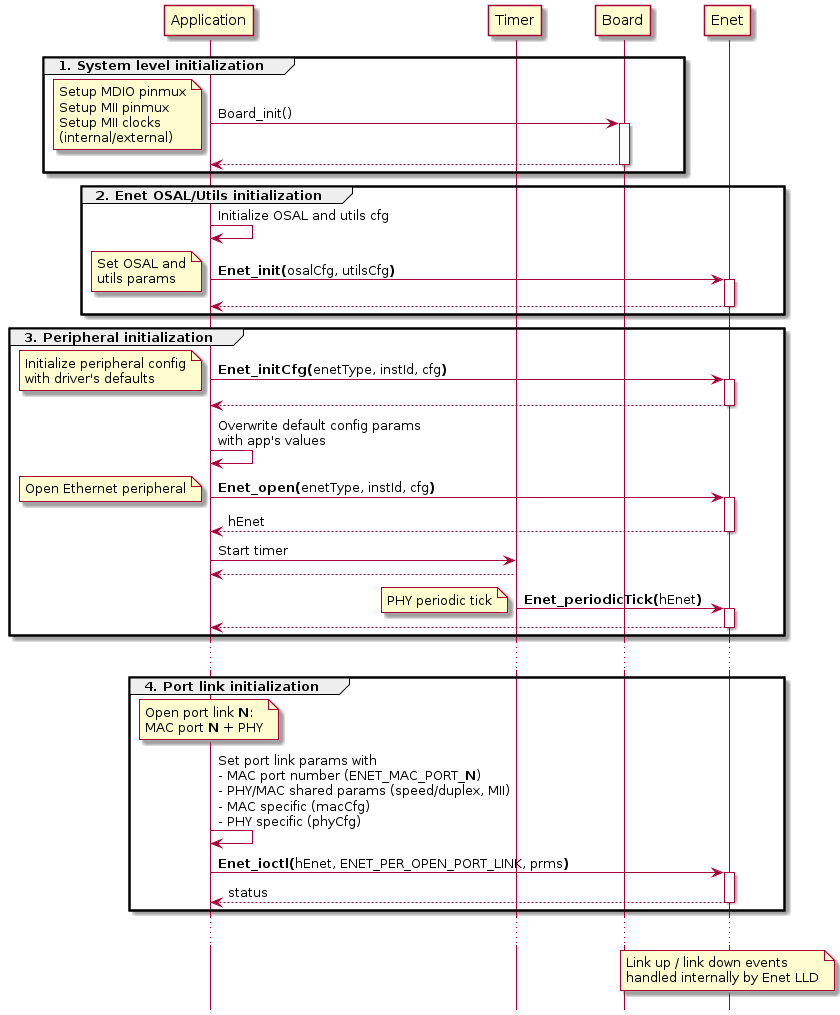 Application
Timer
Board
Enet
1. System level initialization
Setup MDIO pinmux
Setup MII pinmux
Setup MII clocks
(internal/external)
Board_init()
2. Enet OSAL/Utils initialization
Initialize OSAL and utils cfg
Set OSAL and
utils params
Enet_init(osalCfg, utilsCfg)
3. Peripheral initialization
Initialize peripheral config
with driver's defaults
Enet_initCfg(enetType, instId, cfg)
Overwrite default config params
with app's values
Open Ethernet peripheral
Enet_open(enetType, instId, cfg)
hEnet
Start timer
PHY periodic tick
Enet_periodicTick(hEnet)
4. Port link initialization
Open port link N:
MAC port N + PHY
Set port link params with
- MAC port number (ENET_MAC_PORT_N)
- PHY/MAC shared params (speed/duplex, MII)
- MAC specific (macCfg)
- PHY specific (phyCfg)
Enet_ioctl(hEnet, ENET_PER_OPEN_PORT_LINK, prms)
status
Link up / link down events
handled internally by Enet LLD